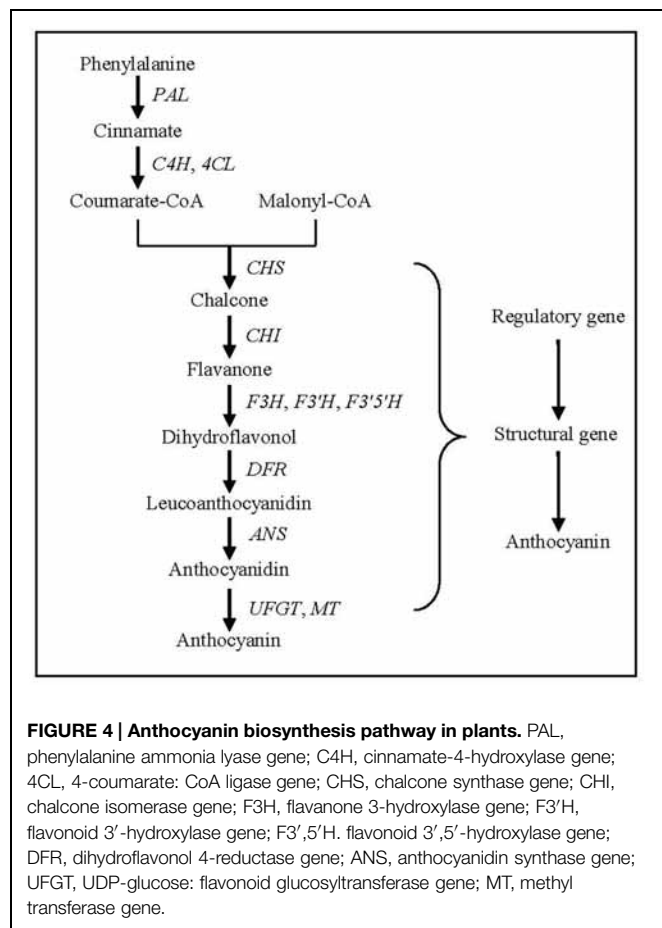 Phenylalanine
PAL
Cinnamate
C4H, 4CL
Coumarate-CoA Malonyl-CoA
CHS
Chalcone
CHI
Flavanone
F3H, F3'H, F3'5'H
Dihydroflavonol
DFR
Leucoanthocyanidin
ANS
Anthocyanidin
UFGT, MT
Anthocyanin
Regulatory gene
Structural gene
Anthocyanin
FIGURE 4 | Anthocyanin biosynthesis pathway in plants. PAL,
phenylalanine ammonia lyase gene; C4H, cinnamate-4-hydroxylase gene;
4CL, 4-coumarate: CoA ligase gene; CHS, chalcone synthase gene; CHI,
chalcone isomerase gene; F3H, flavanone 3-hydroxylase gene; F3′H,
flavonoid 3′-hydroxylase gene; F3′,5′H. flavonoid 3′,5′-hydroxylase gene;
DFR, dihydroflavonol 4-reductase gene; ANS, anthocyanidin synthase gene;
UFGT, UDP-glucose: flavonoid glucosyltransferase gene; MT, methyl
transferase gene.